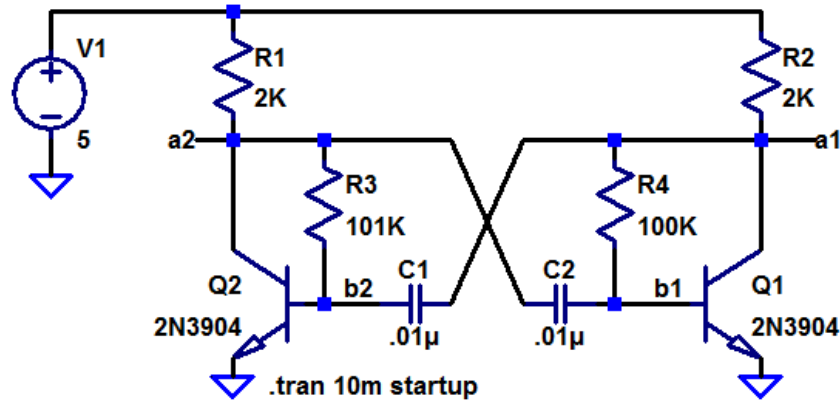 V1
R1
R2
2K
2K
5
a2
a1
R3
R4
101K
100K
Q2
b2
C1
C2
b1
Q1
2N3904
.01µ
.01µ
2N3904
.tran 10m startup